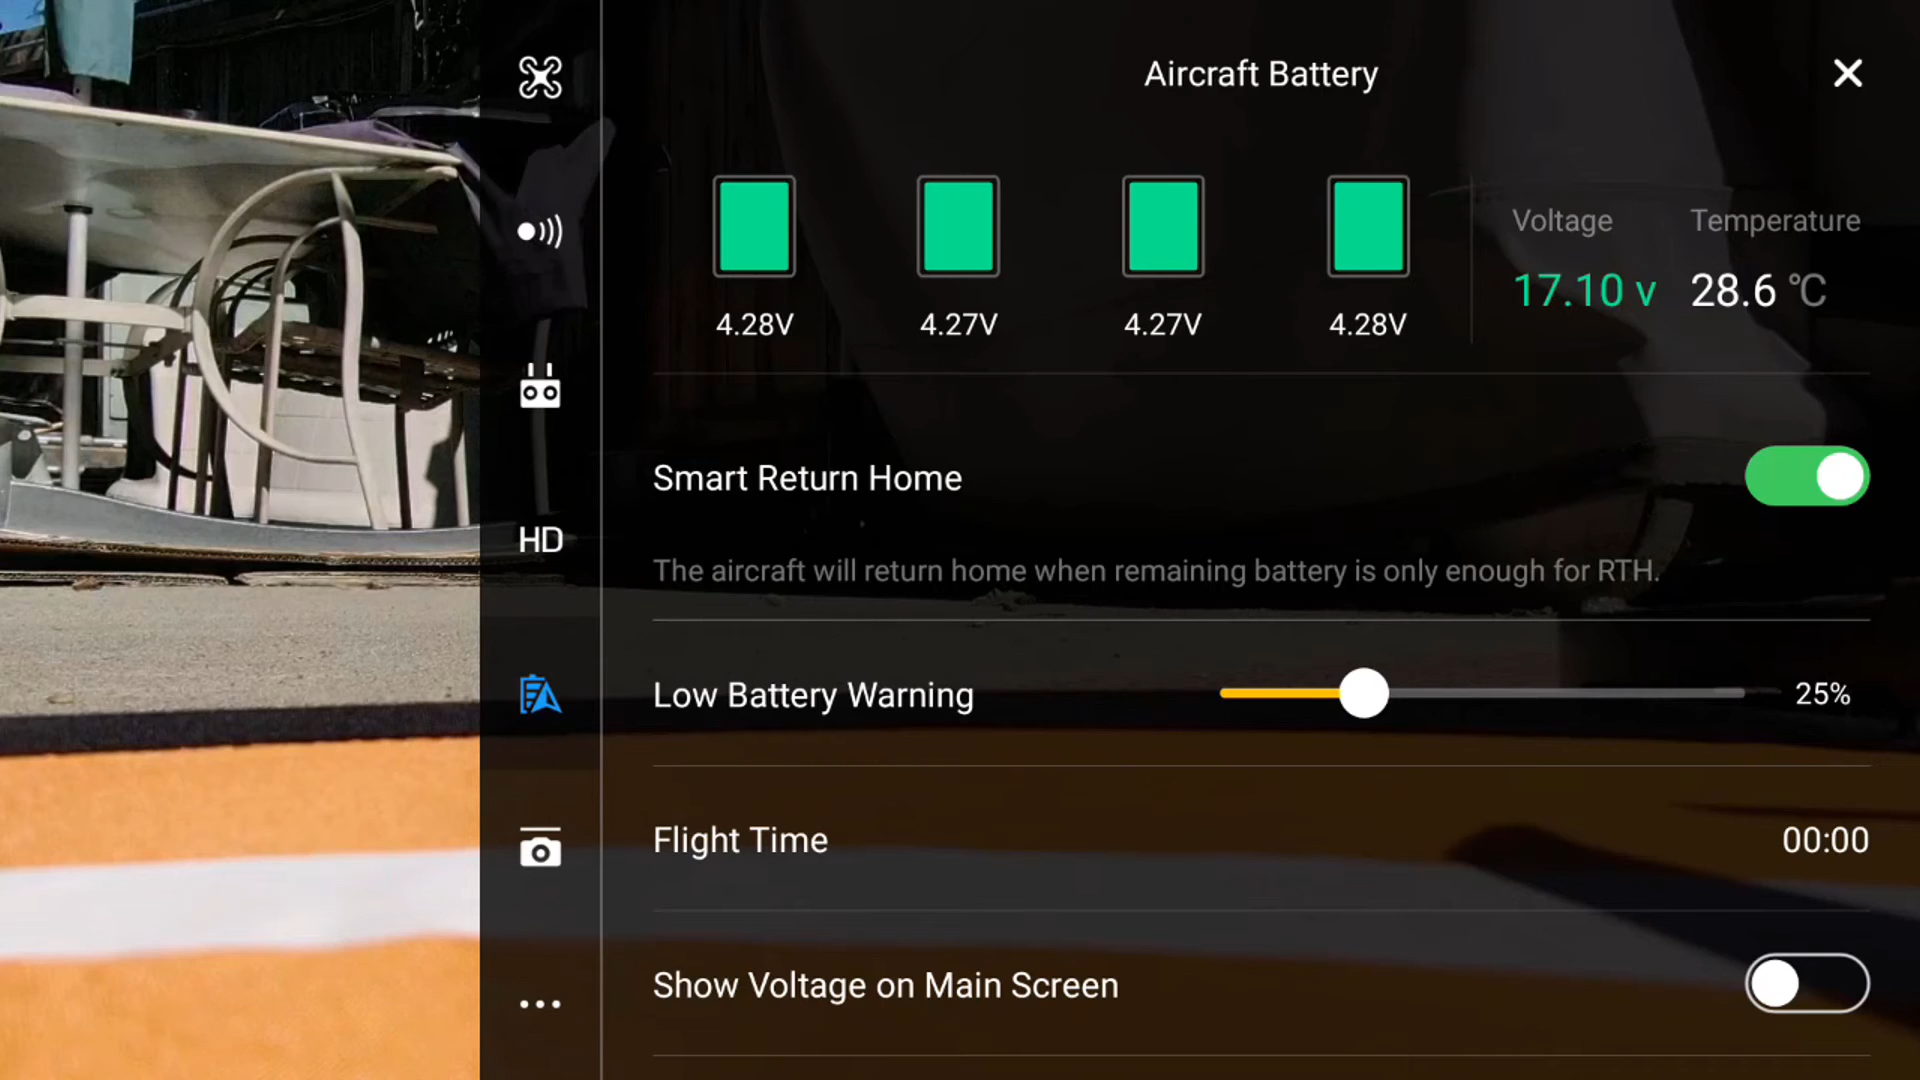 Aircraft Battery
4.28V 4.27V 4.27V 4.28V
Voltage Temperature
17.10 v 28.6 °C
Smart Return Home
The aircraft will return home when remaining battery is only enough for RTH.
HD
Low Battery Warning 25%
Flight Time 00:00
Show Voltage on Main Screen